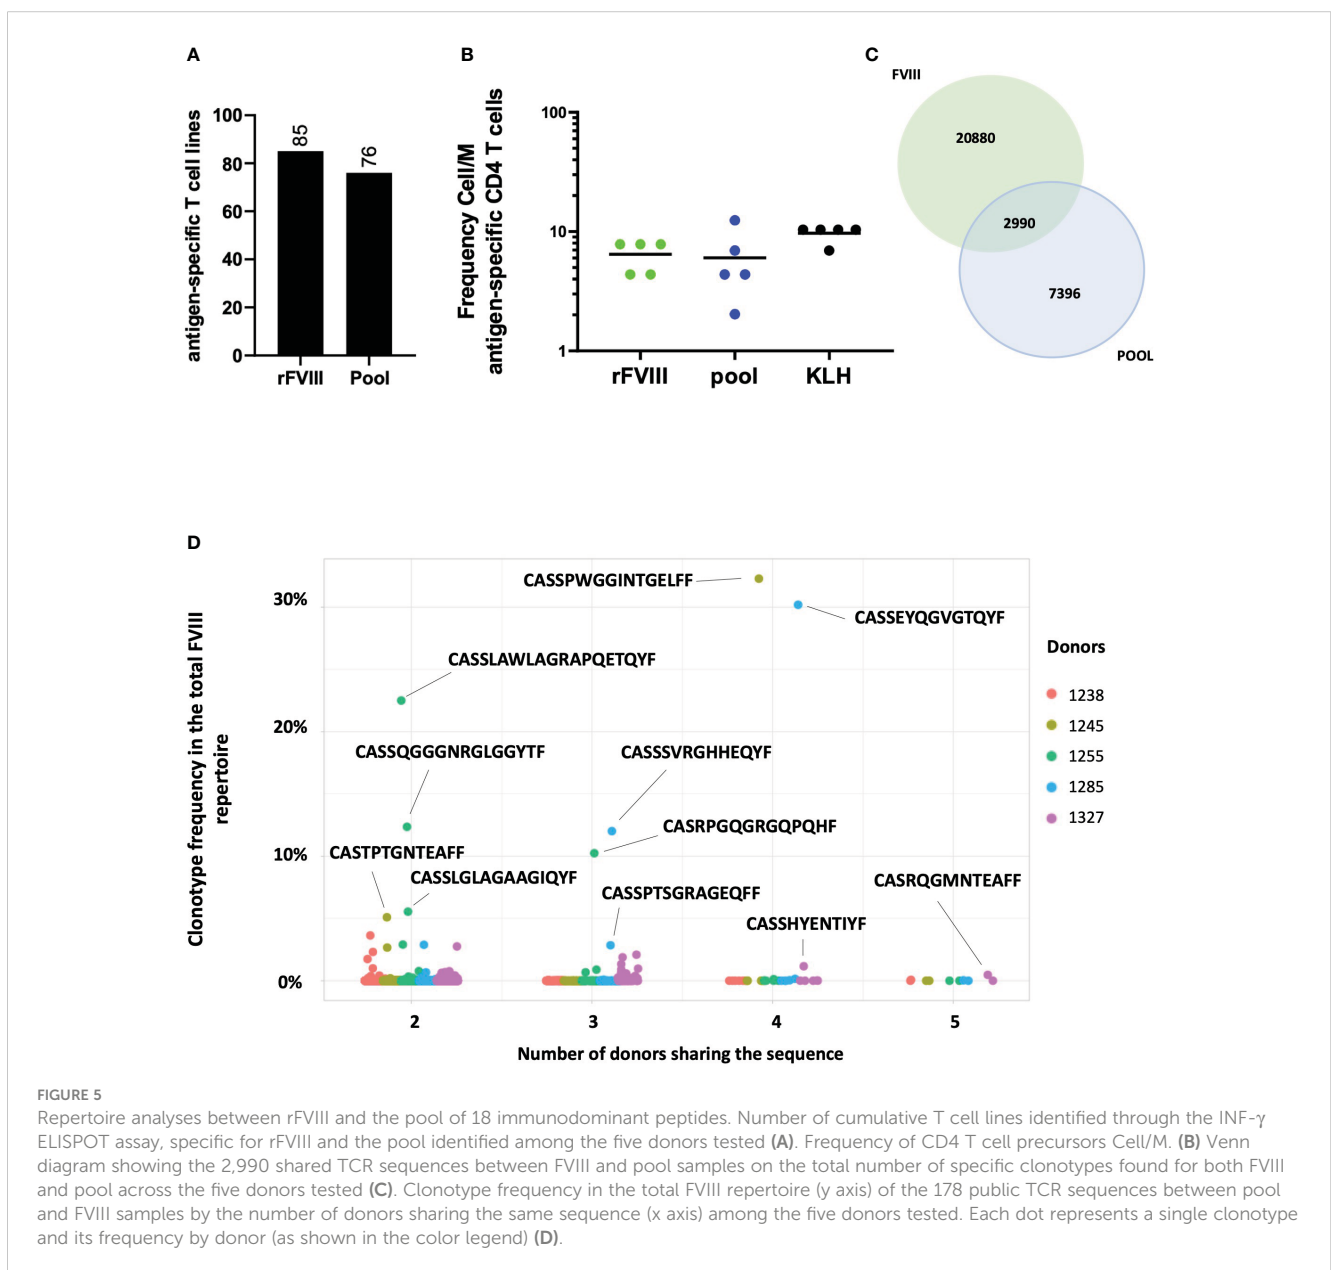 A
B
C
antigen-specific T cell lines
100
80
60
40
20
0
85
76
rFVIII
Pool
Frequency Cell/M
antigen-specific CD4 T cells
100
10
1
rFVIII
pool
KLH
FVIII
20880
2990
7396
POOL
D
Clonotype frequency in the total FVIII
repertoire
30%
20%
10%
0%
CASSPWGGINTGELFF
CASSEYQGVGTQYF
CASSLAWLAGRAPQETQYF
CASSQGGGNRGLGGYTF
CASSSVRGHHEQYF
CASRPGQGRGQPQHF
CASTPTGNTEAFF
CASSLGLAGAAGIQYF
CASSPTSGRAGEQFF
CASRQGMNTEAFF
CASSHYENTIYF
2
3
4
5
Number of donors sharing the sequence
Donors
1238
1245
1255
1285
1327
FIGURE 5
Repertoire analyses between rFVIII and the pool of 18 immunodominant peptides. Number of cumulative T cell lines identified through the INF-γ
ELISPOT assay, specific for rFVIII and the pool identified among the five donors tested (A). Frequency of CD4 T cell precursors Cell/M. (B) Venn
diagram showing the 2,990 shared TCR sequences between FVIII and pool samples on the total number of specific clonotypes found for both FVIII
and pool across the five donors tested (C). Clonotype frequency in the total FVIII repertoire (y axis) of the 178 public TCR sequences between pool
and FVIII samples by the number of donors sharing the same sequence (x axis) among the five donors tested. Each dot represents a single clonotype
and its frequency by donor (as shown in the color legend) (D).